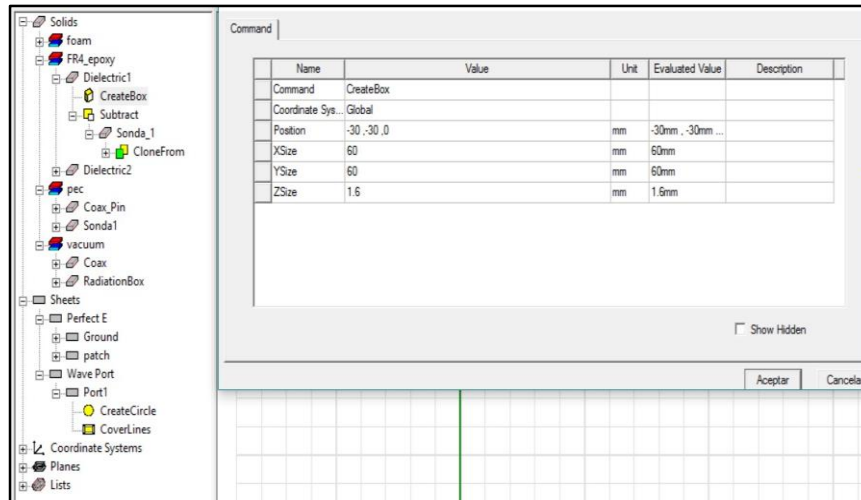 Solids
foam
FR4_epoxy
Dielectric1
CreateBox
Subtract
Sonda_1
CloneFrom
Dielectric2
pec
Coax_Pin
Sonda1
vacuum
Coax
RadiationBox
Sheets
Perfect E
Ground
patch
Wave Port
Port1
CreateCircle
CoverLines
Coordinate Systems
Planes
Lists
Command
Name Value Unit Evaluated Value Description
Command CreateBox
Coordinate Sys... Global
Position -30 ,-30 ,0 mm -30mm , -30mm ...
XSize 60 mm 60mm
YSize 60 mm 60mm
ZSize 1.6 mm 1.6mm
Show Hidden
Aceptar Cancela